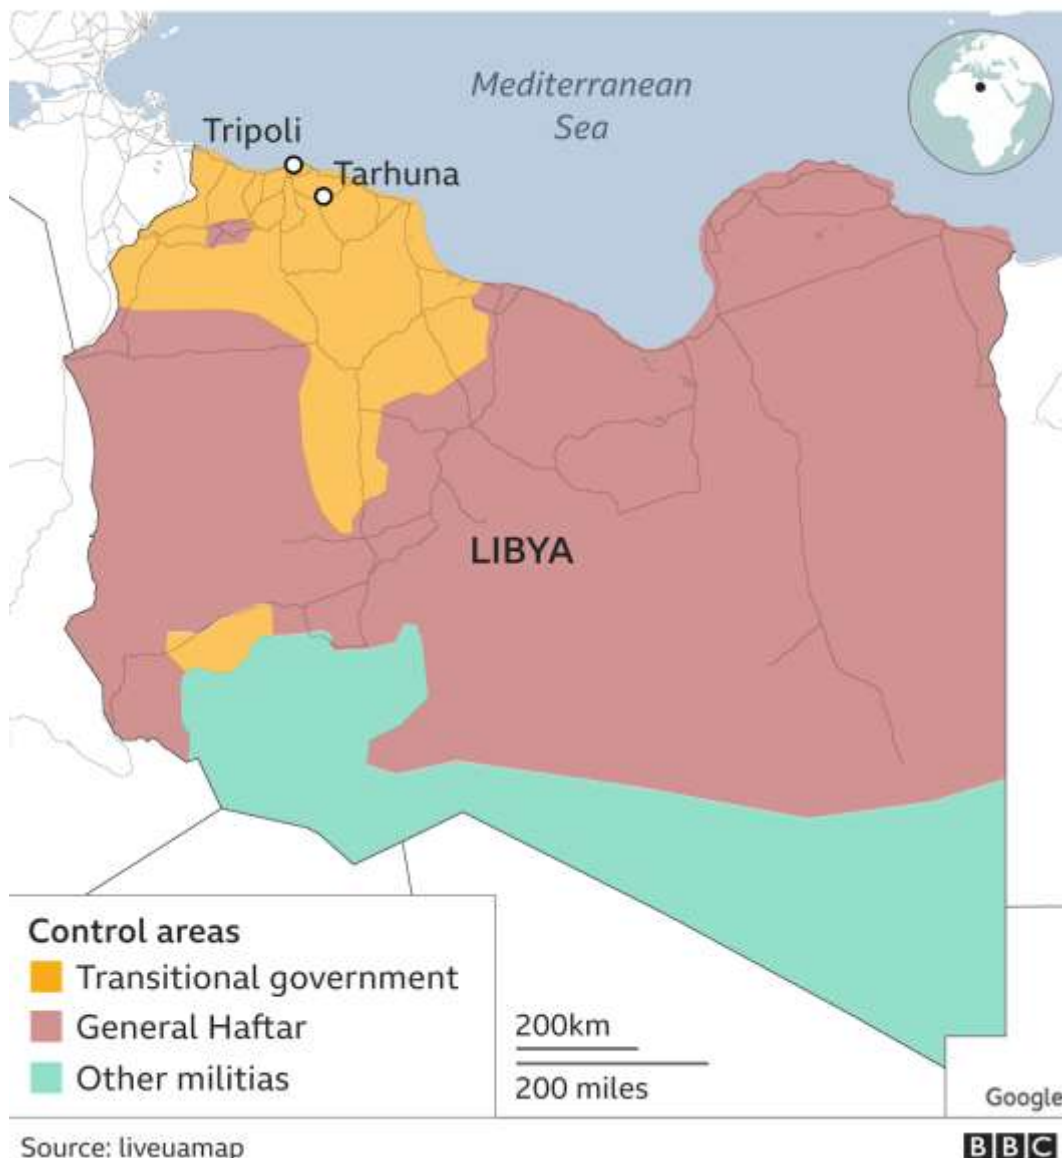 Mediterranean
Sea
Tripoli
Tarhuna
LIBYA
Control areas
Transitional government
General Haftar
Other militias
200km
200 miles
Google
Source: liveuamap
BBC